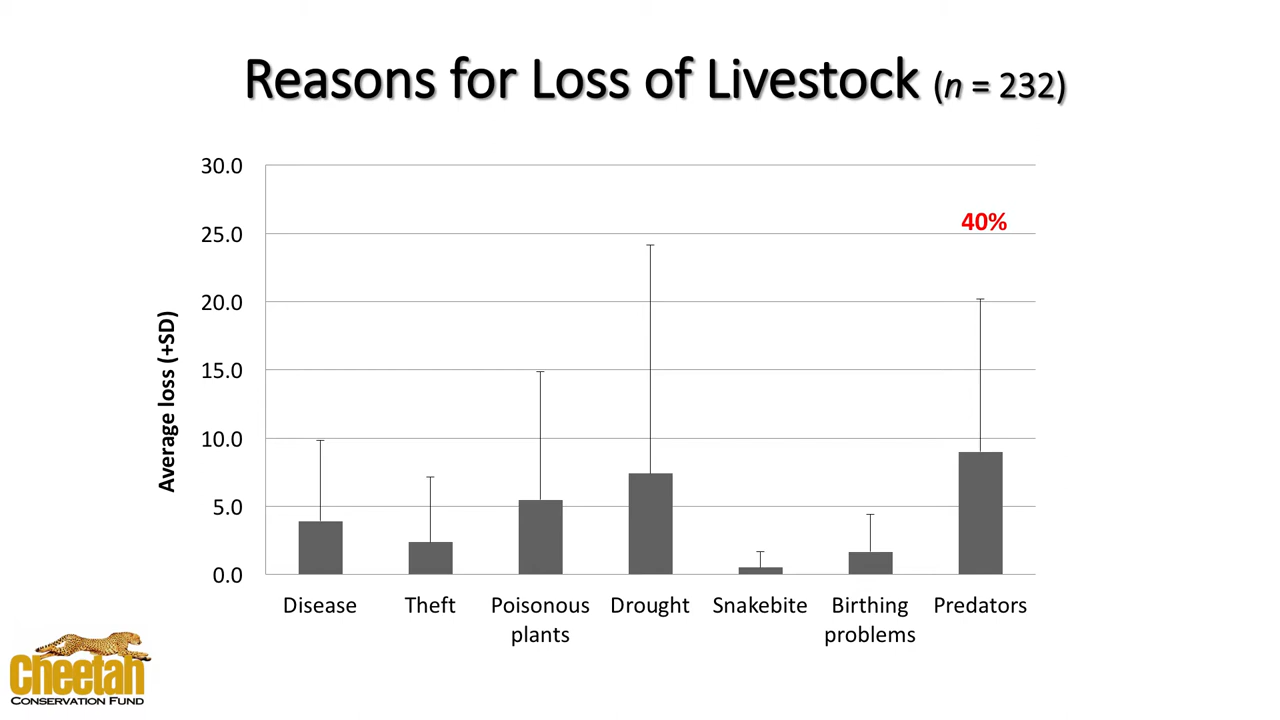 Reasons for Loss of Livestock (n = 232)
30.0
40%
25.0
20.0
15.0
10.0
5.0
0.0
Average loss (+SD)
Disease Theft Poisonous Drought Snakebite Birthing Predators
plants problems
Cheetah
CONSERVATION FUND